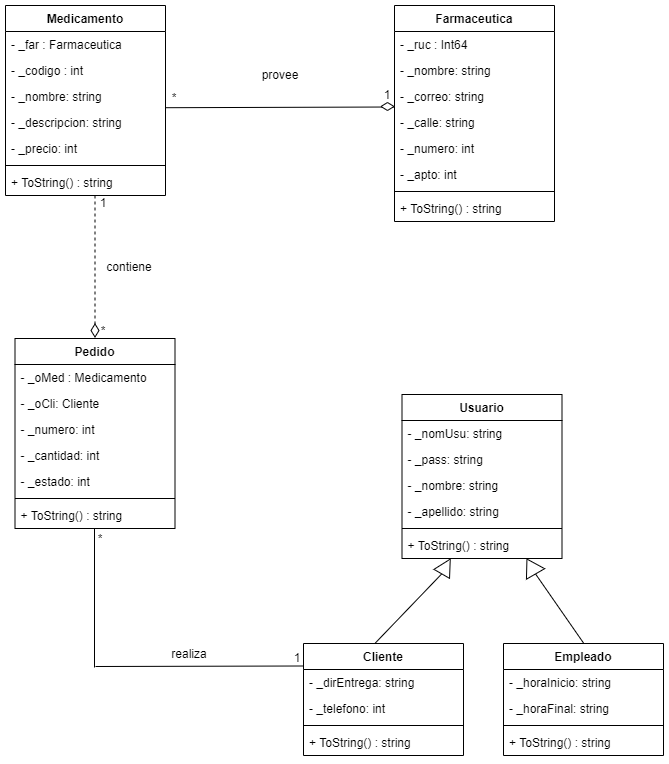 Medicamento
- _far : Farmaceutica
- _codigo : int
- _nombre: string
- _descripcion: string
- _precio: int
+ ToString() : string
Farmaceutica
- _ruc : Int64
- _nombre: string
- _correo: string
- _calle: string
- _numero: int
- _apto: int
+ ToString() : string
provee
*
1
1
contiene
*
Pedido
- _oMed : Medicamento
- _oCli: Cliente
- _numero: int
- _cantidad: int
- _estado: int
+ ToString() : string
Usuario
- _nomUsu: string
- _pass: string
- _nombre: string
- _apellido: string
+ ToString() : string
*
realiza
1
Cliente
- _dirEntrega: string
- _telefono: int
+ ToString() : string
Empleado
- _horaInicio: string
- _horaFinal: string
+ ToString() : string